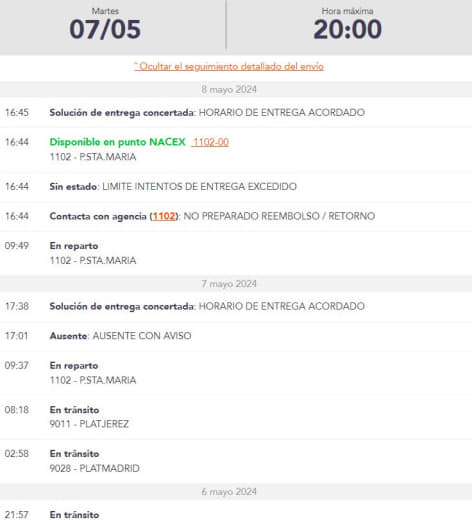 Martes
07/05
Hora máxima
20:00
Ocultar el seguimiento detallado del envío
8 mayo 2024
16:45 Solución de entrega concertada: HORARIO DE ENTREGA ACORDADO
16:44 Disponible en punto NACEX 1102-00
1102 - P.STA.MARIA
16:44 Sin estado: LIMITE INTENTOS DE ENTREGA EXCEDIDO
16:44 Contacta con agencia (1102): NO PREPARADO REEMBOLSO / RETORNO
09:49 En reparto
1102 - P.STA.MARIA
7 mayo 2024
17:38 Solución de entrega concertada: HORARIO DE ENTREGA ACORDADO
17:01 Ausente: AUSENTE CON AVISO
09:37 En reparto
1102 - P.STA.MARIA
08:18 En tránsito
9011 - PLATJEREZ
02:58 En tránsito
9028 - PLATMADRID
6 mayo 2024
21:57 En tránsito